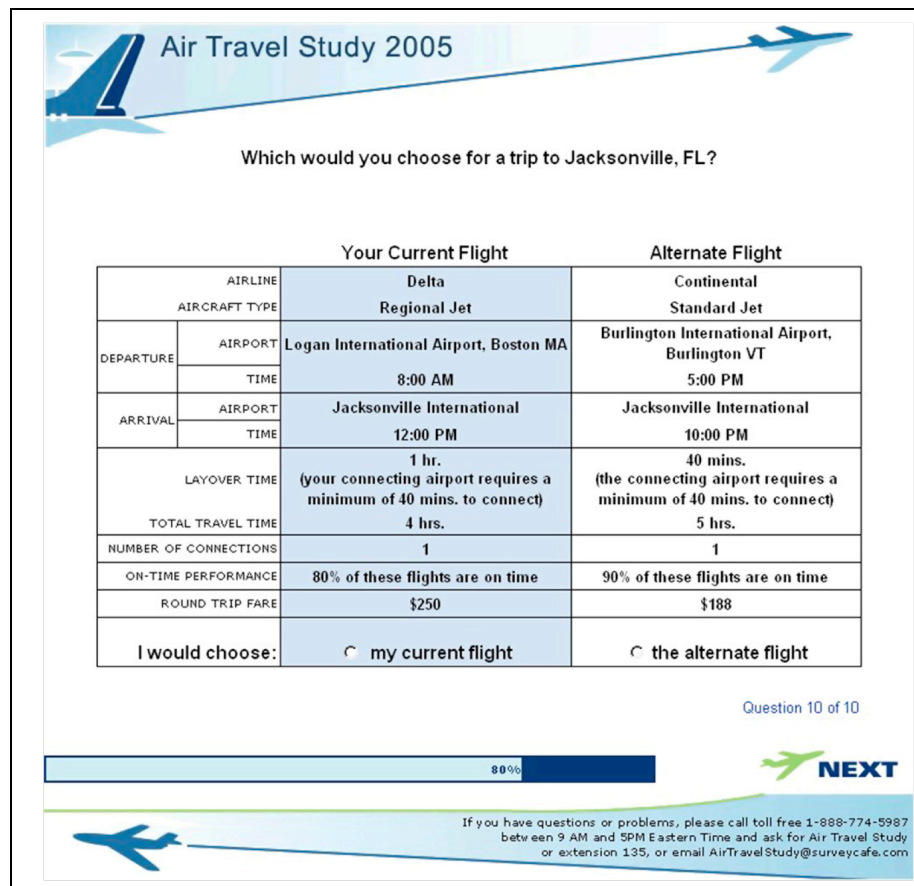 Air Travel Study 2005
Which would you choose for a trip to Jacksonville, FL?
Your Current Flight Alternate Flight
AIRLINE Delta Continental
AIRCRAFT TYPE Regional Jet Standard Jet
DEPARTURE AIRPORT Logan International Airport, Boston MA Burlington International Airport,
Burlington VT
TIME 8:00 AM 5:00 PM
ARRIVAL AIRPORT Jacksonville International Jacksonville International
TIME 12:00 PM 10:00 PM
LAYOVER TIME 1 hr. 40 mins.
(your connecting airport requires a (the connecting airport requires a
minimum of 40 mins. to connect) minimum of 40 mins. to connect)
TOTAL TRAVEL TIME 4 hrs. 5 hrs.
NUMBER OF CONNECTIONS 1 1
ON-TIME PERFORMANCE 80% of these flights are on time 90% of these flights are on time
ROUND TRIP FARE $250 $188
I would choose: my current flight the alternate flight
Question 10 of 10
80%
NEXT
If you have questions or problems, please call toll free 1-888-774-5987
between 9 AM and 5PM Eastern Time and ask for Air Travel Study
or extension 135, or email AirTravelStudy@surveycafe.com